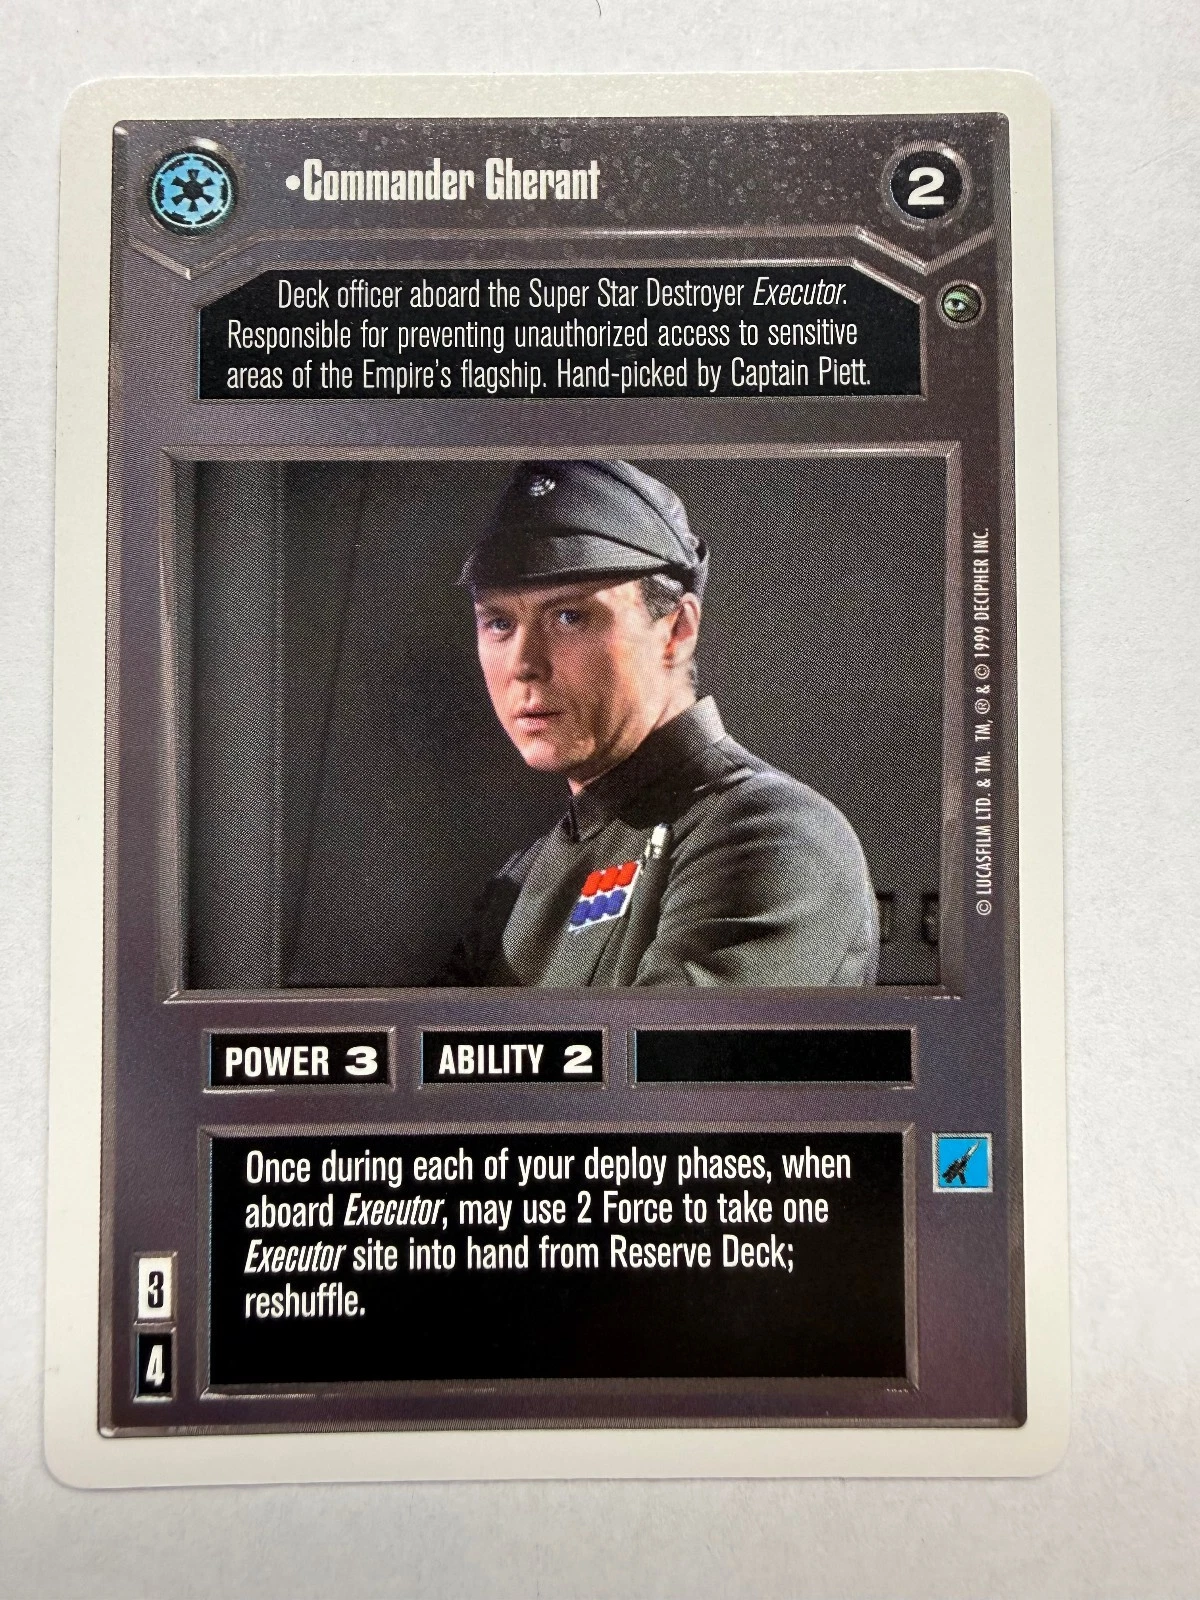 •Commander Gherant
2
Deck officer aboard the Super Star Destroyer Executor.
Responsible for preventing unauthorized access to sensitive
areas of the Empire's flagship. Hand-picked by Captain Piett.
© LUCASFILM LTD. & TM. TM, ® & © 1999 DECIPHER INC.
POWER 3
ABILITY 2
Once during each of your deploy phases, when
aboard Executor, may use 2 Force to take one
Executor site into hand from Reserve Deck;
reshuffle.
3
4